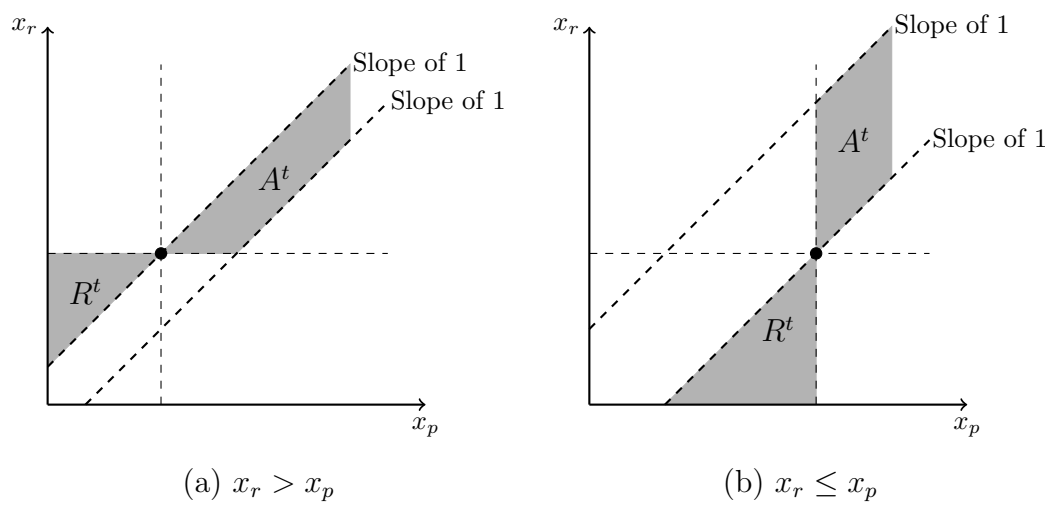 x_r
Slope of 1
Slope of 1
A^t
R^t
x_p
(a) x_r > x_p
x_r
Slope of 1
Slope of 1
A^t
R^t
x_p
(b) x_r ≤ x_p